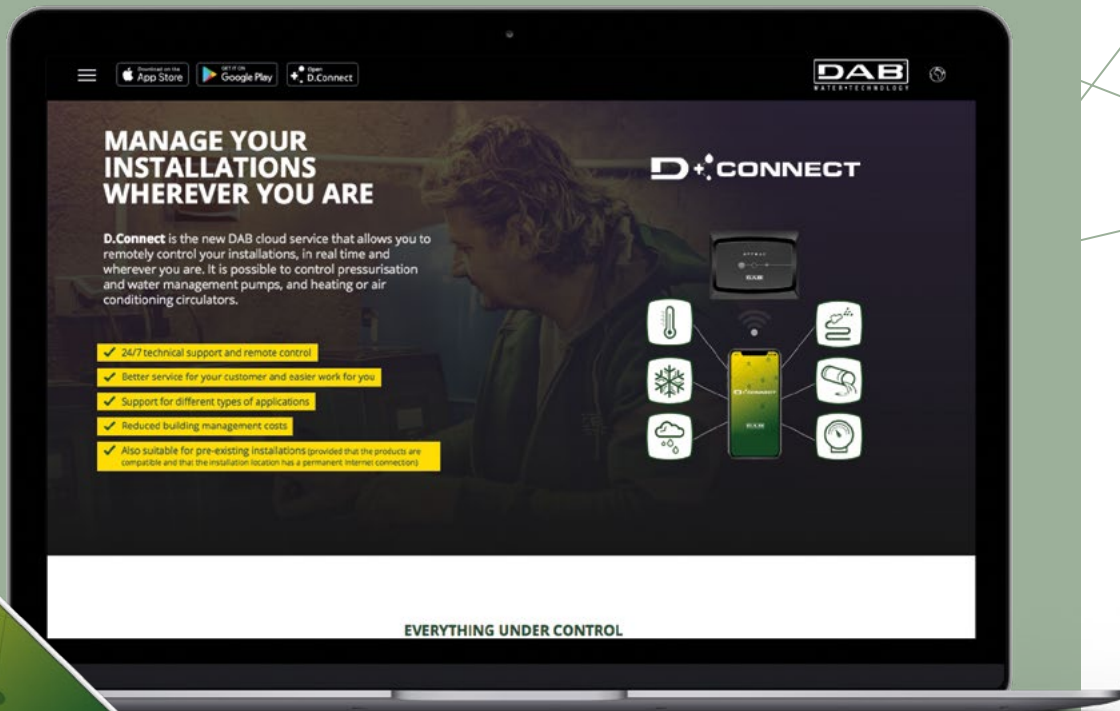 Download on the
App Store
GET IT ON
Google Play
Open
D.Connect
DAB
WATER•TECHNOLOGY
MANAGE YOUR
INSTALLATIONS
WHEREVER YOU ARE
D.Connect is the new DAB cloud service that allows you to
remotely control your installations, in real time and
wherever you are. It is possible to control pressurisation
and water management pumps, and heating or air
conditioning circulators.
✓ 24/7 technical support and remote control
✓ Better service for your customer and easier work for you
✓ Support for different types of applications
✓ Reduced building management costs
✓ Also suitable for pre-existing installations (provided that the products are
compatible and that the installation location has a permanent internet connection)
D CONNECT
DAB
D CONNECT
DAB
EVERYTHING UNDER CONTROL